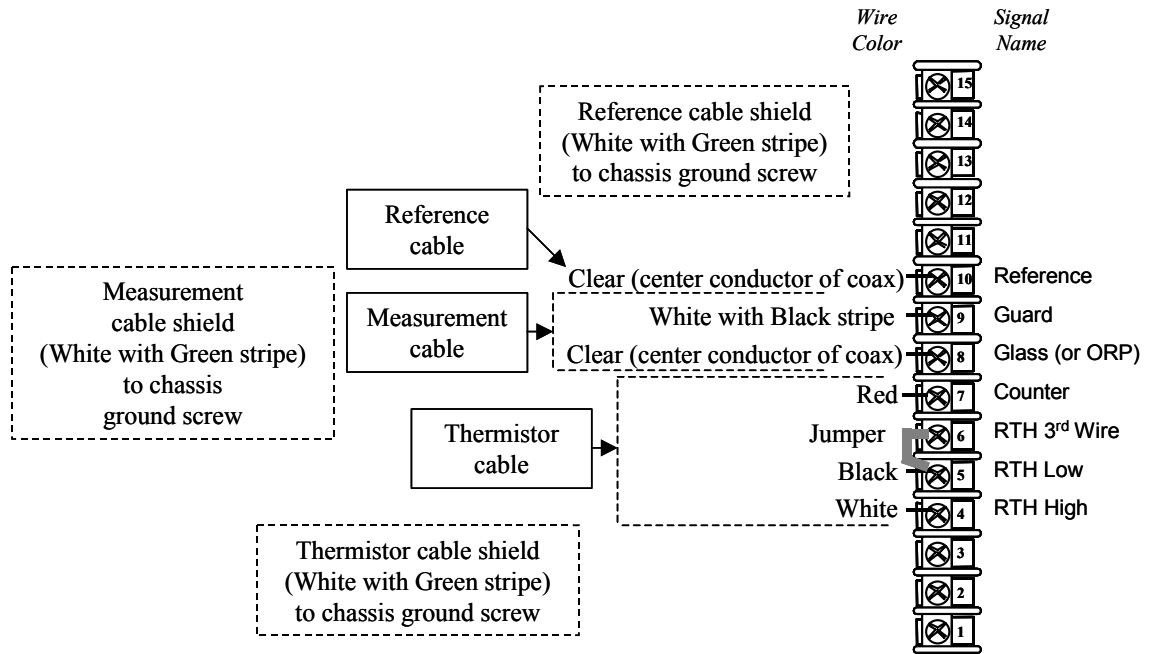 Wire
Color
Signal
Name
15
Reference cable shield
(White with Green stripe)
to chassis ground screw
14
13
12
11
Reference
cable
Clear (center conductor of coax) 10 Reference
Measurement
cable shield
(White with Green stripe)
to chassis
ground screw
Measurement
cable
White with Black stripe 9 Guard
Clear (center conductor of coax) 8 Glass (or ORP)
Red 7 Counter
Thermistor
cable
Jumper 6 RTH 3rd Wire
Black 5 RTH Low
White 4 RTH High
Thermistor cable shield
(White with Green stripe)
to chassis ground screw
3
2
1